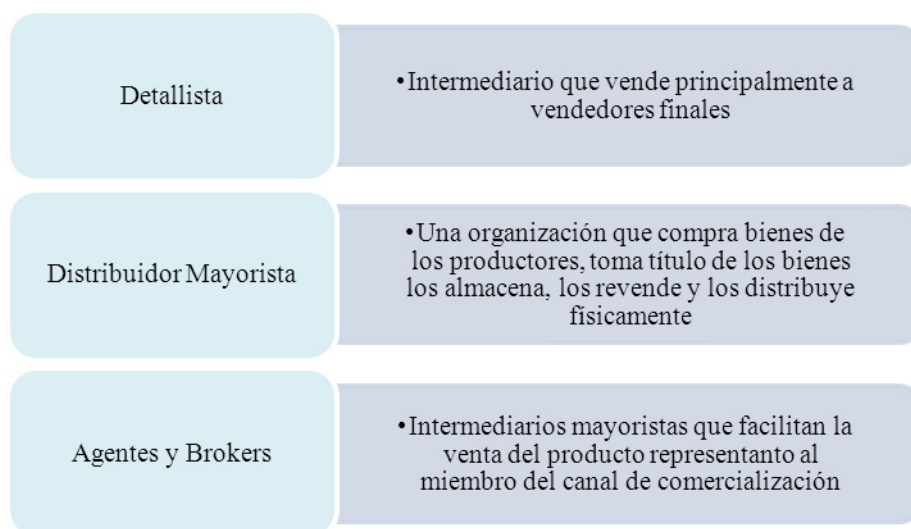 Detallista
•Intermediario que vende principalmente a
vendedores finales
Distribuidor Mayorista
•Una organización que compra bienes de
los productores, toma título de los bienes
los almacena, los revende y los distribuye
físicamente
Agentes y Brokers
•Intermediarios mayoristas que facilitan la
venta del producto representanto al
miembro del canal de comercialización